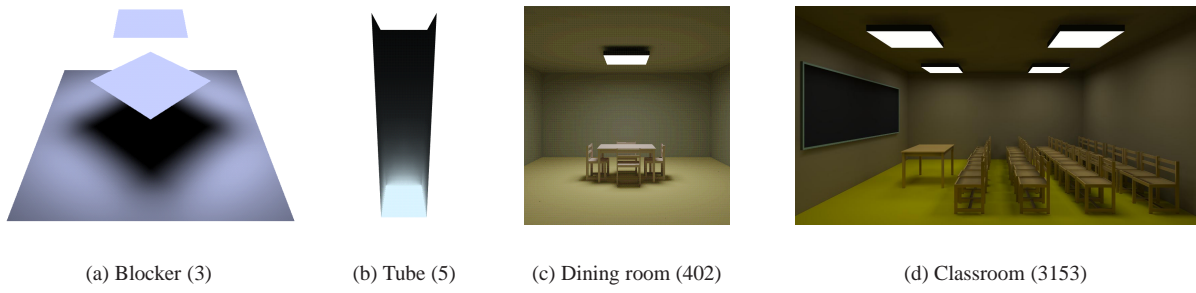 (a) Blocker (3)
(b) Tube (5)
(c) Dining room (402)
(d) Classroom (3153)